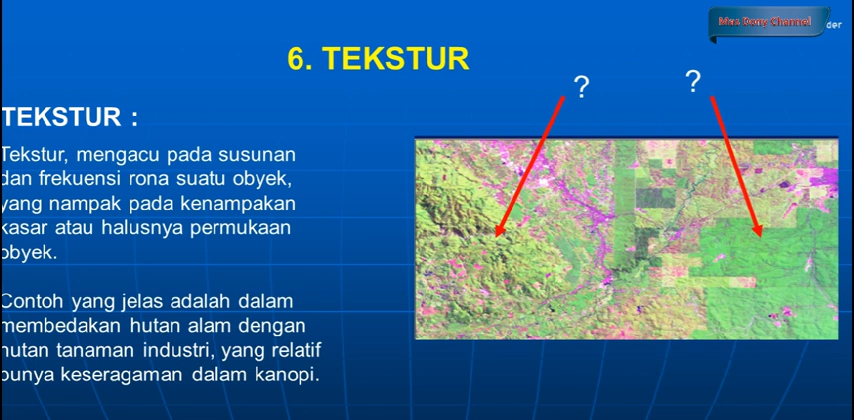 Maz Dony Channel
der
6. TEKSTUR
? ?
TEKSTUR :
Tekstur, mengacu pada susunan
dan frekuensi rona suatu obyek,
yang nampak pada kenampakan
kasar atau halusnya permukaan
obyek.
Contoh yang jelas adalah dalam
membedakan hutan alam dengan
hutan tanaman industri, yang relatif
punya keseragaman dalam kanopi.